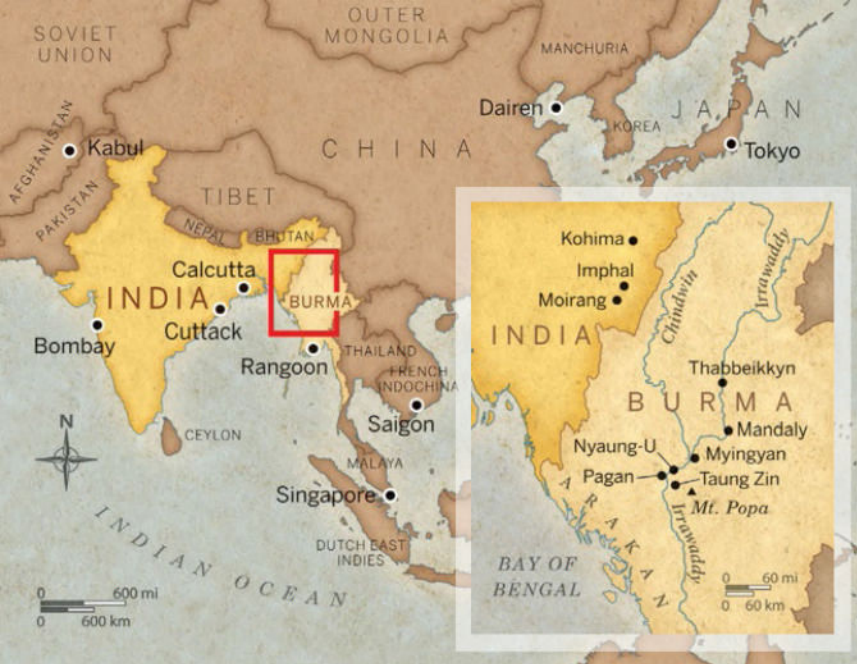 SOVIET
UNION
OUTER
MONGOLIA
MANCHURIA
Dairen
JAPAN
KOREA
Tokyo
AFGHANISTAN
Kabul
CHINA
PAKISTAN
TIBET
NEPAL
BHUTAN
Calcutta
INDIA
BURMA
Cuttack
Bombay
Rangoon
THAILAND
FRENCH
INDOCHINA
Saigon
N
CEYLON
MALAYA
Singapore
DUTCH EAST
INDIES
INDIAN OCEAN
0 600 mi
0 600 km
Kohima
Imphal
Moirang
Chindwin
Irrawaddy
INDIA
Thabbeikkyn
BURMA
Mandaly
Nyaung-U
Myingyan
Pagan
Taung Zin
Mt. Popa
ARAKAN
Irrawaddy
BAY OF
BENGAL
0 60 mi
0 60 km